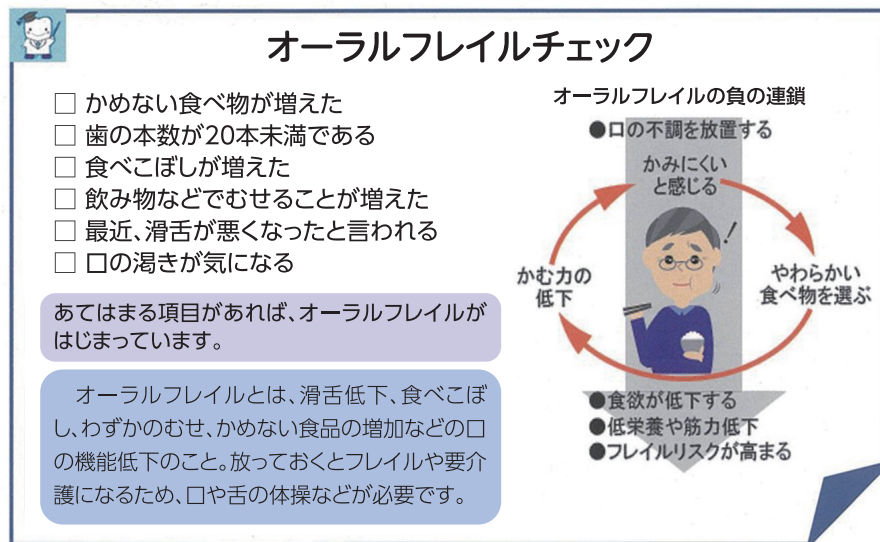 オーラルフレイルチェック
□ かめない食べ物が増えた
□ 歯の本数が20本未満である
□ 食べこぼしが増えた
□ 飲み物などでむせることが増えた
□ 最近、滑舌が悪くなったと言われる
□ 口の渇きが気になる
あてはまる項目があれば、オーラルフレイルが
はじまっています。
オーラルフレイルとは、滑舌低下、食べこぼ
し、わずかのむせ、かめない食品の増加などの口
の機能低下のこと。放っておくとフレイルや要介
護になるため、口や舌の体操などが必要です。
オーラルフレイルの負の連鎖
●口の不調を放置する
かみにくい
と感じる
!
やわらかい
食べ物を選ぶ
かむ力の
低下
●食欲が低下する
●低栄養や筋力低下
●フレイルリスクが高まる